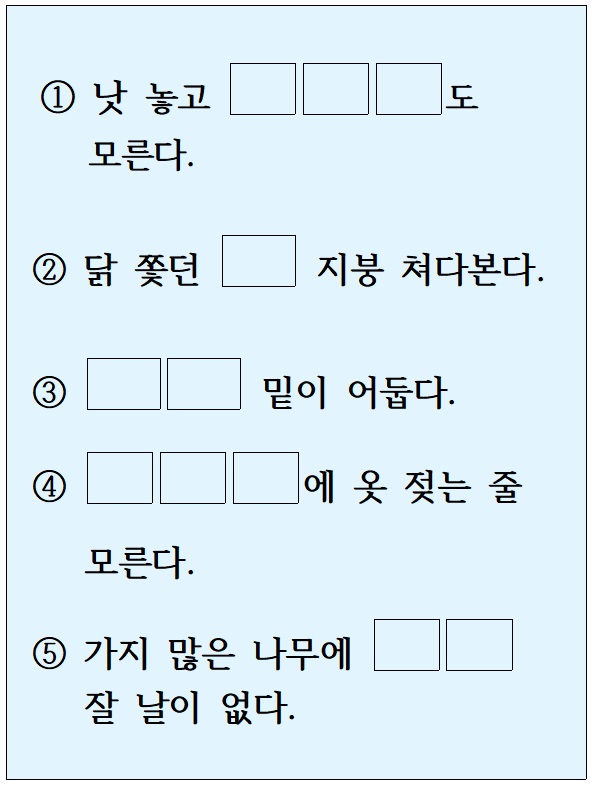 ① 낫 놓고 □□□도
모른다.
② 닭 쫓던 □ 지붕 쳐다본다.
③ □□ 밑이 어둡다.
④ □□□에 옷 젖는 줄
모른다.
⑤ 가지 많은 나무에 □□
잘 날이 없다.